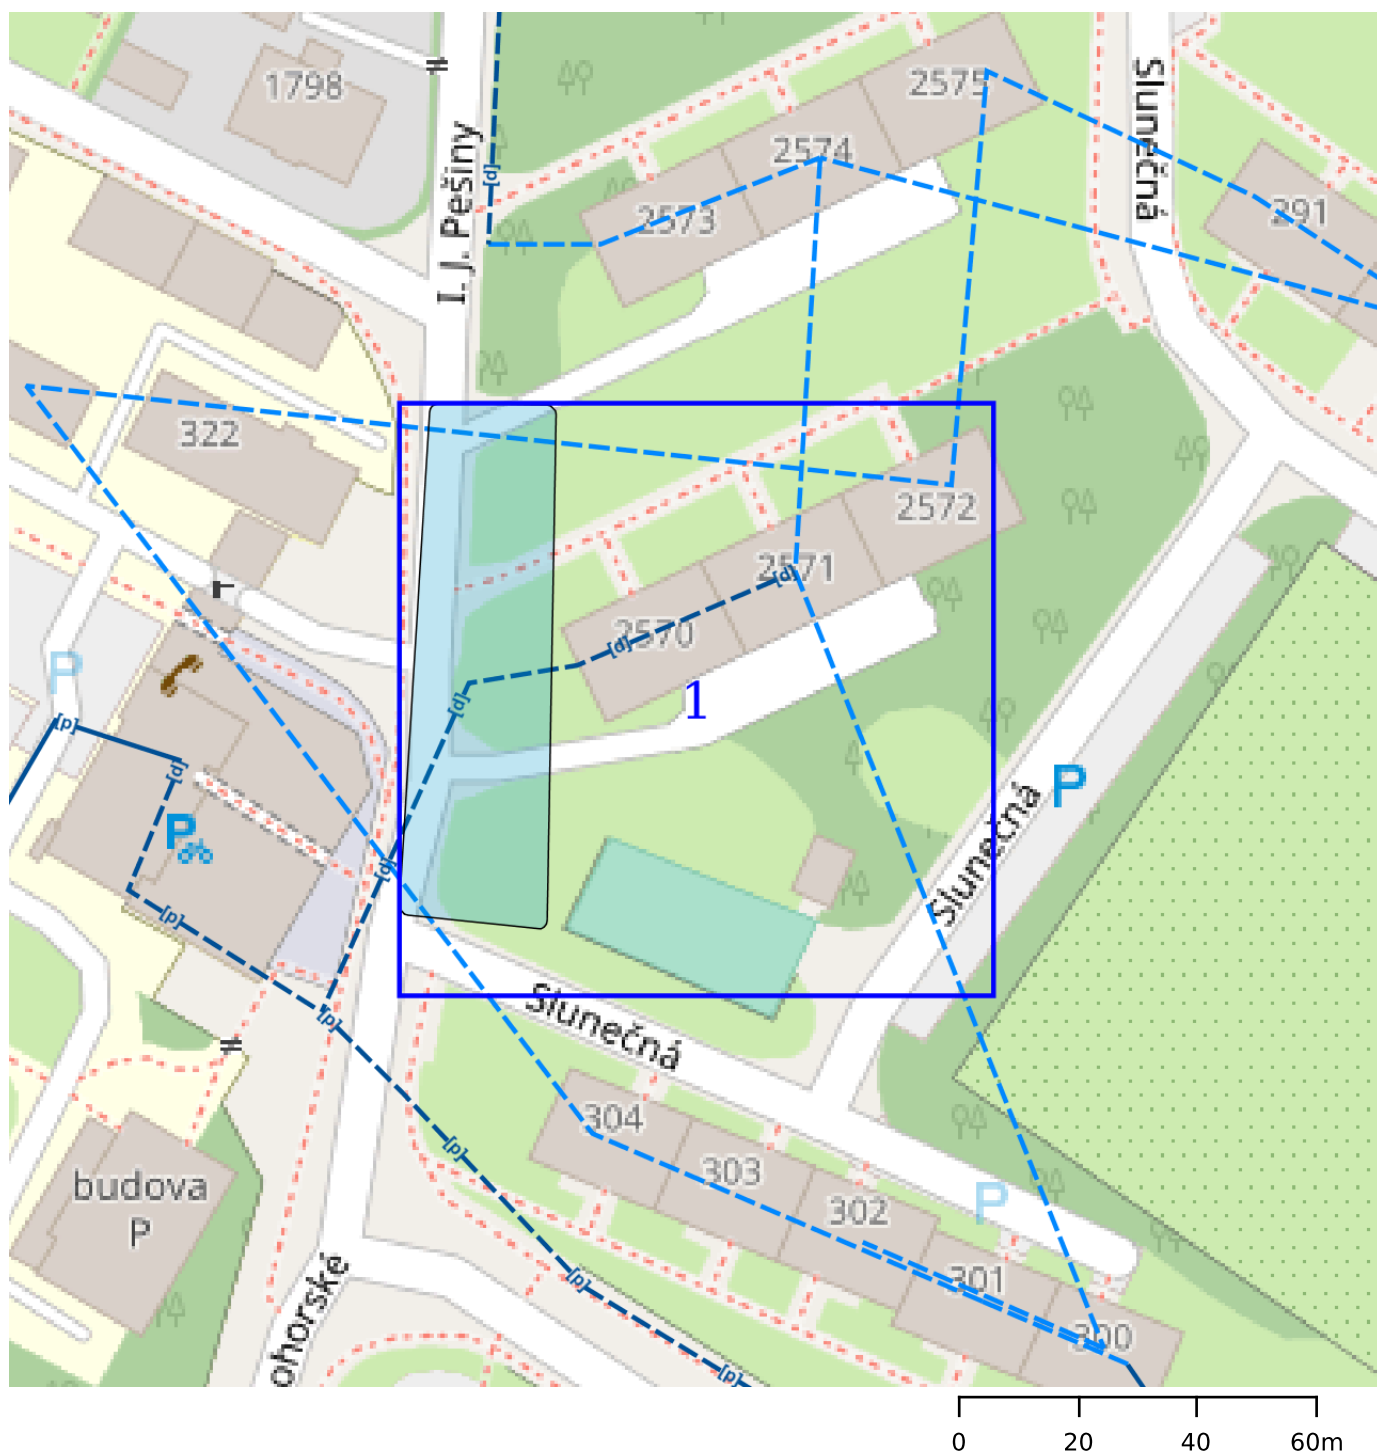 1798
2575
Slunečná
I. J. Pešiny
2574
[d]
2573
291
322
2572
2571
[d]
2570
[d]
P
1
[d]
[p]
[d]
P
P
Slunečná
[d]
[p]
Slunečná
[p]
304
[p]
303
budova
P
302
P
ohorské
301
[p]
300
[p]
0 20 40 60m